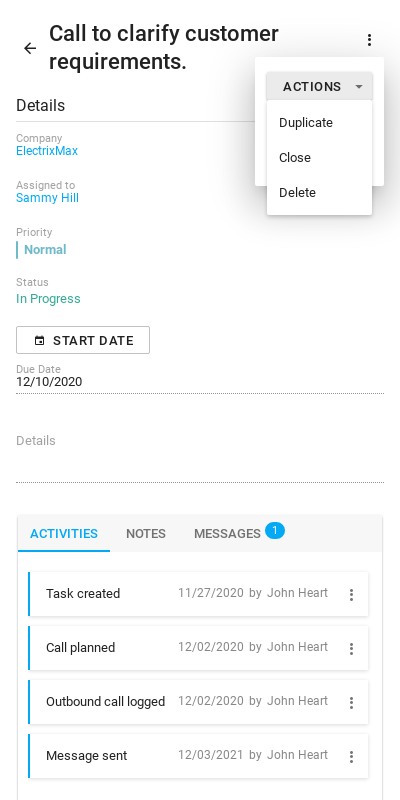 Call to clarify customer
requirements.
ACTIONS
Duplicate
Close
Delete
Details
Company
ElectrixMax
Assigned to
Sammy Hill
Priority
Normal
Status
In Progress
START DATE
Due Date
12/10/2020
Details
ACTIVITIES NOTES MESSAGES 1
Task created 11/27/2020 by John Heart
Call planned 12/02/2020 by John Heart
Outbound call logged 12/02/2020 by John Heart
Message sent 12/03/2021 by John Heart